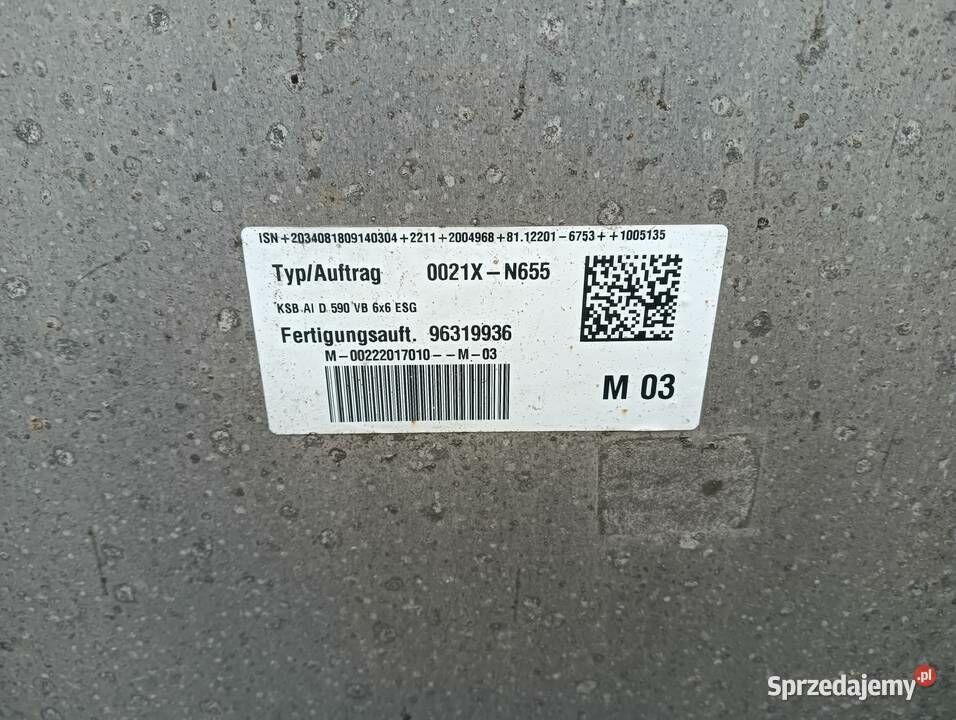 ISN+2034081809140304+2211+2004968+81.12201-6753++1005135
Typ/Auftrag 0021X-N655
KSB AI D 590 VB 6x6 ESG
Fertigungsauft. 96319936
M-00222017010--M-03
M 03
Sprzedajemy.pl